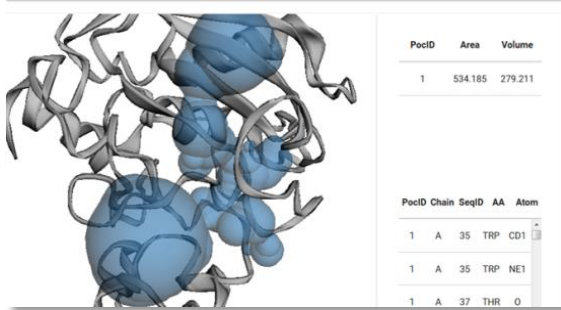 PocID Area Volume
1 534.185 279.211
PocID Chain SeqID AA Atom
1 A 35 TRP CD1
1 A 35 TRP NE1
1 A 37 THR O